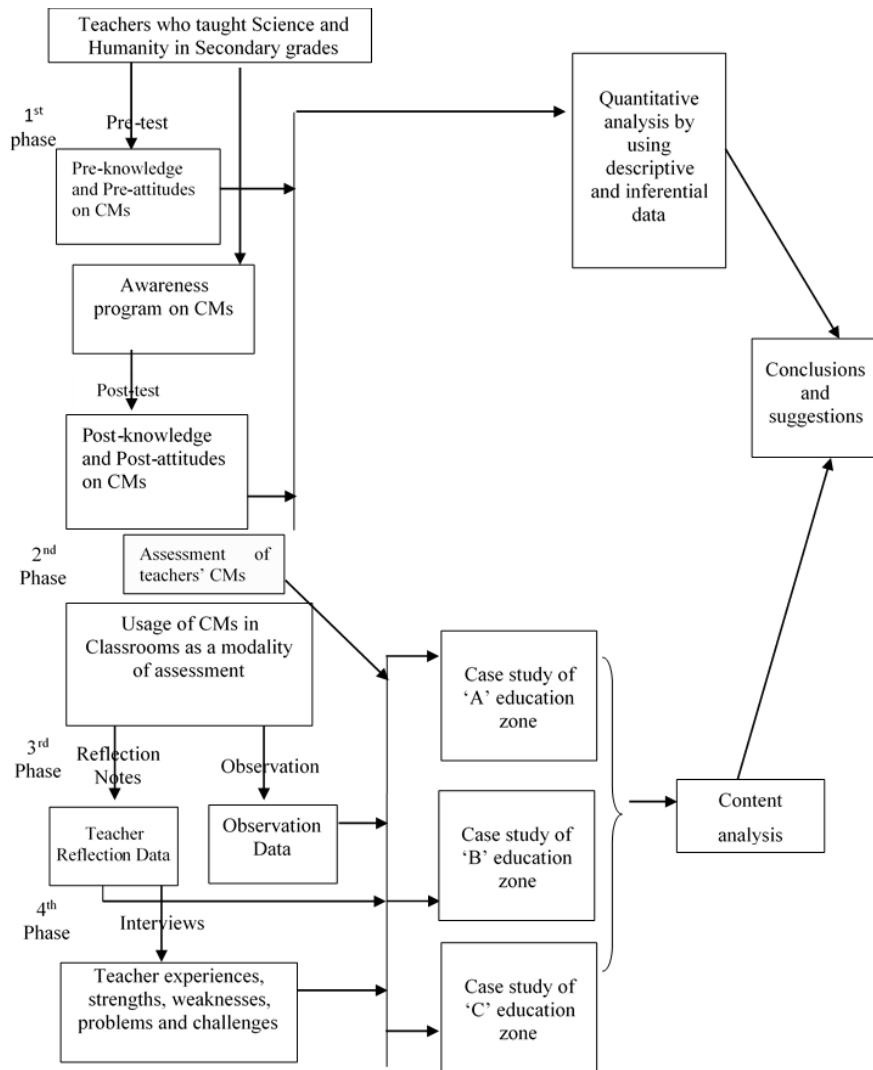 Teachers who taught Science and
Humanity in Secondary grades
1st
phase
Pre-test
Pre-knowledge
and Pre-attitudes
on CMs
Awareness
program on CMs
Post-test
Post-knowledge
and Post-attitudes
on CMs
2nd
Phase
Assessment of
teachers’ CMs
Usage of CMs in
Classrooms as a modality
of assessment
3rd
Phase
Reflection
Notes
Observation
Teacher
Reflection Data
Observation
Data
4th
Phase
Interviews
Teacher experiences,
strengths, weaknesses,
problems and challenges
Case study of
‘A’ education
zone
Case study of
‘B’ education
zone
Case study of
‘C’ education
zone
Quantitative
analysis by
using
descriptive
and inferential
data
Conclusions
and
suggestions
Content
analysis